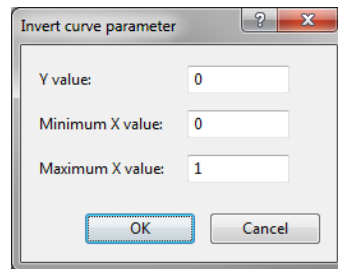 Invert curve parameter ?
Y value: 0
Minimum X value: 0
Maximum X value: 1
OK Cancel